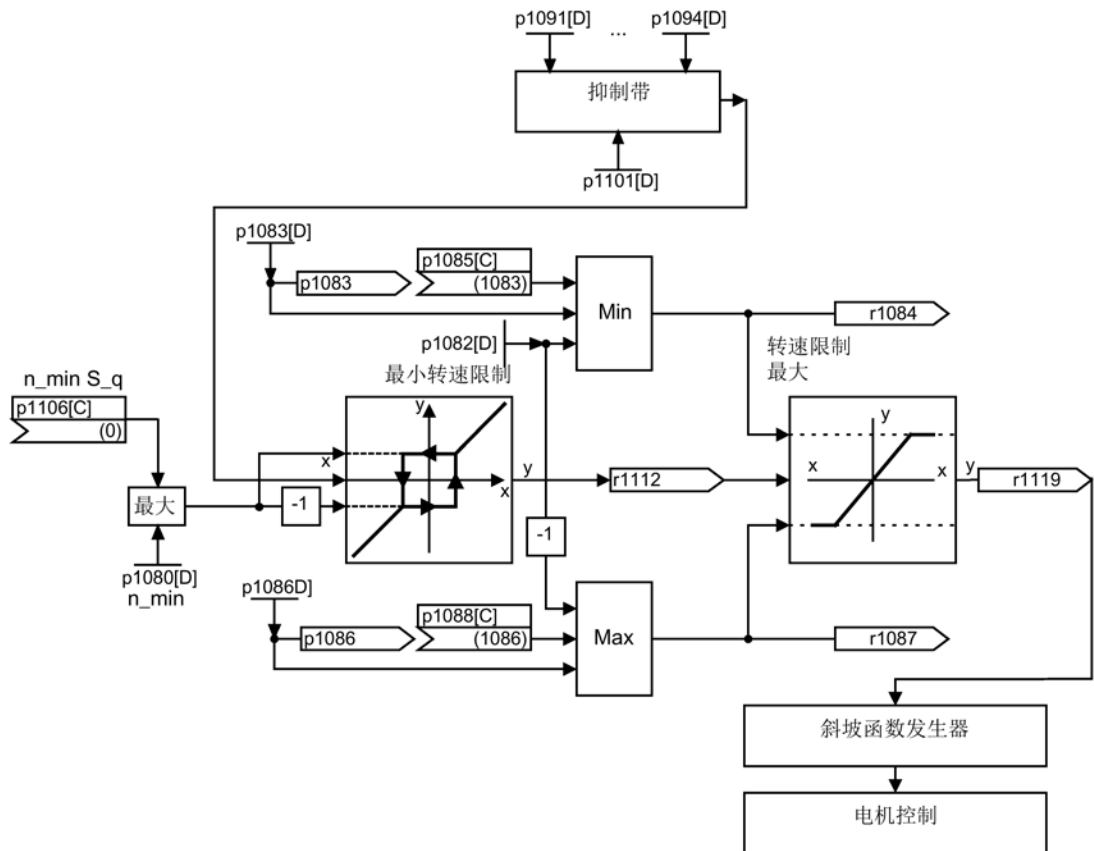 p1091[D] ... p1094[D]
抑制带
p1101[D]
p1083[D]
p1083
p1085[C]
(1083)
Min
r1084
p1082[D]
最小转速限制
转速限制
最大
n_min S_q
p1106[C]
(0)
最大
p1080[D]
n_min
-1
y
x
x
y
r1112
-1
y
x
x
y
r1119
p1086D]
p1086
p1088[C]
(1086)
Max
r1087
斜坡函数发生器
电机控制